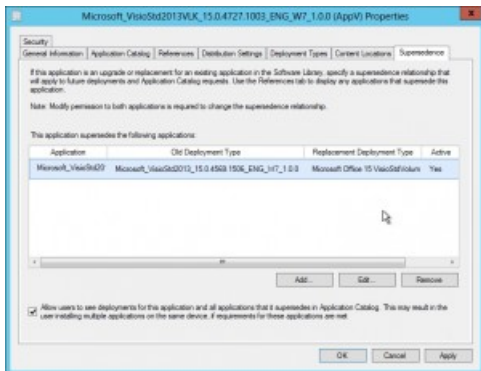 Microsoft_VisioStd2013VLK_15.0.4727.1003_ENG_W7_1.0.0 (AppV) Properties
Security
General Information Application Catalog References Distribution Settings Deployment Types Content Locations Supersedence
If this application is an upgrade or replacement for an existing application in the Software Library, specify a supersedence relationship that
will apply to future deployments and Application Catalog requests. Use the References tab to display any applications that supersede this
application.
Note: Modify permission to both applications is required to change the supersedence relationship.
This application supersedes the following applications:
Application Old Deployment Type Replacement Deployment Type Active
Microsoft_VisioStd20 Microsoft_VisioStd2013_15.0.4569.1506_ENG_W7_1.0.0 Microsoft Office 15 VisioStdVolum Yes
Add... Edit... Remove
Allow users to see deployments for this application and all applications that it supersedes in Application Catalog. This may result in the
user installing multiple applications on the same device, if requirements for these applications are met
OK Cancel Apply